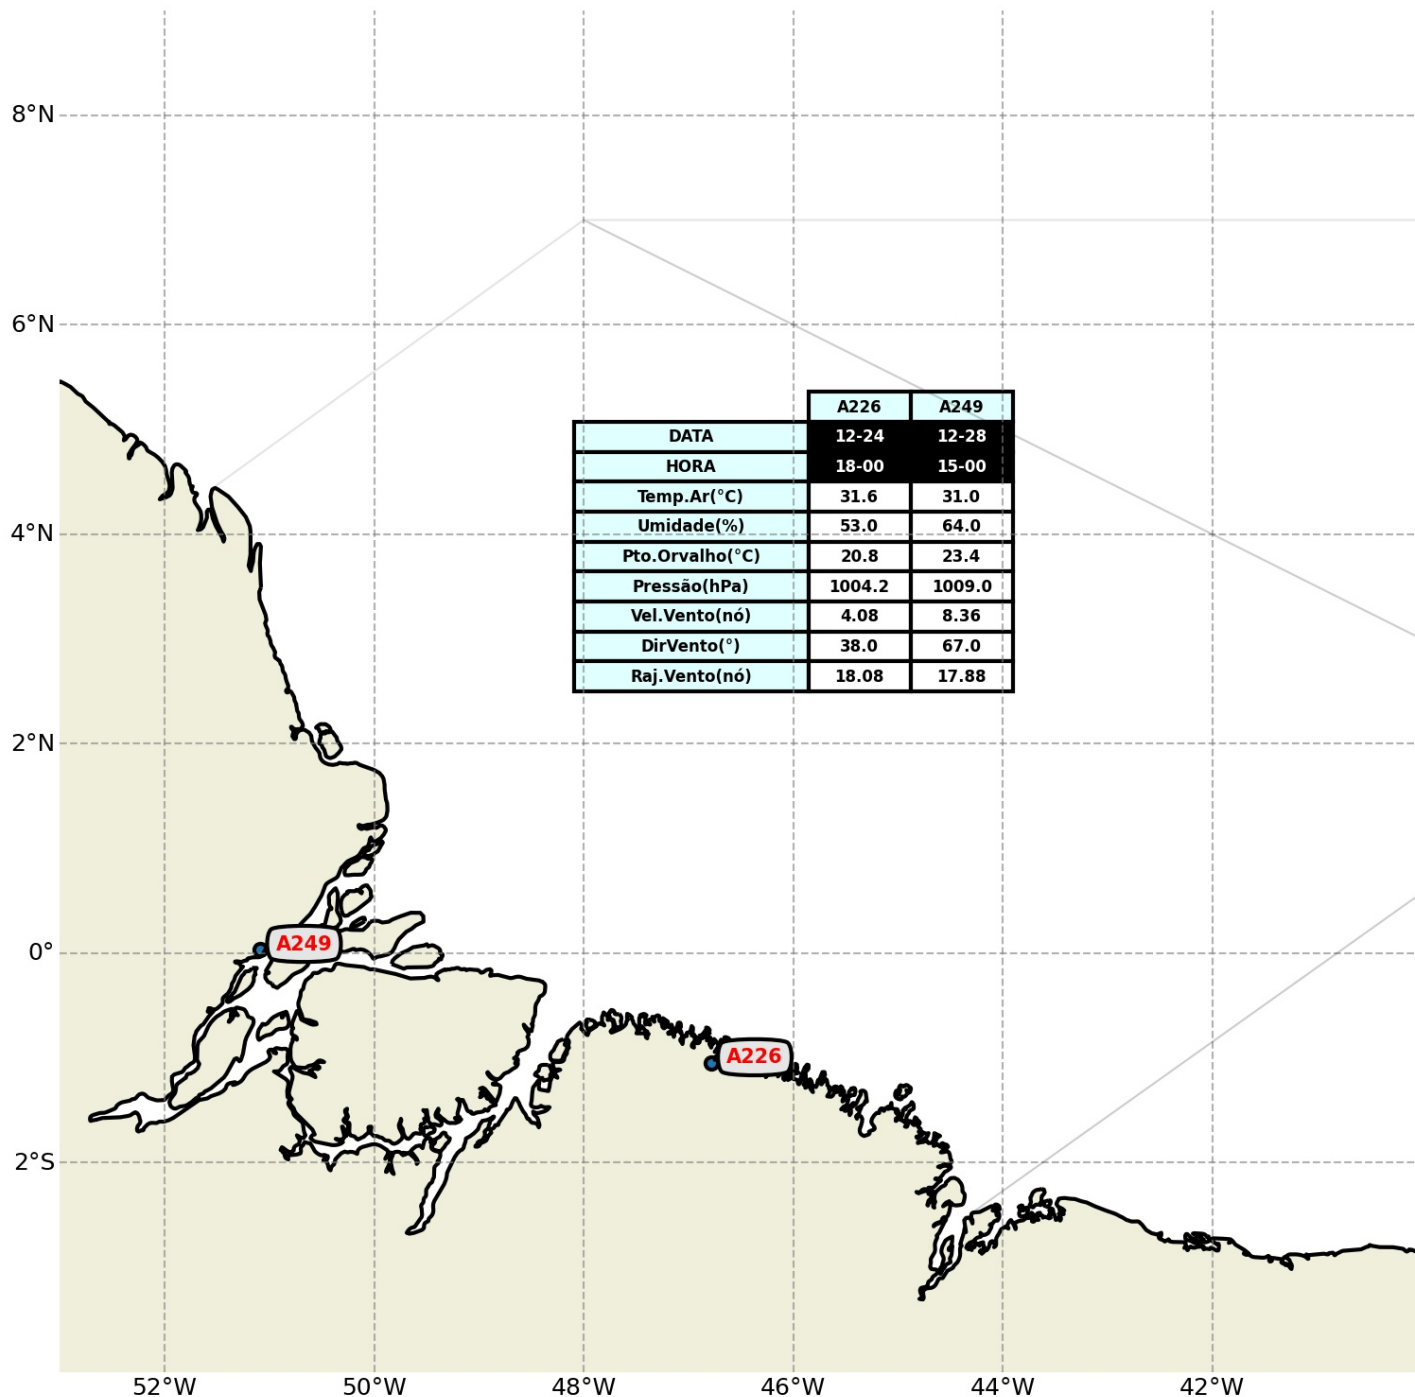 8°N
6°N
A226 A249
DATA 12-24 12-28
HORA 18-00 15-00
Temp.Ar(°C) 31.6 31.0
Umidade(%) 53.0 64.0
4°N
Pto.Orvalho(°C) 20.8 23.4
Pressão(hPa) 1004.2 1009.0
Vel.Vento(nó) 4.08 8.36
DirVento(°) 38.0 67.0
Raj.Vento(nó) 18.08 17.88
2°N
A249
0°
A226
2°S
52°W 50°W 48°W 46°W 44°W 42°W